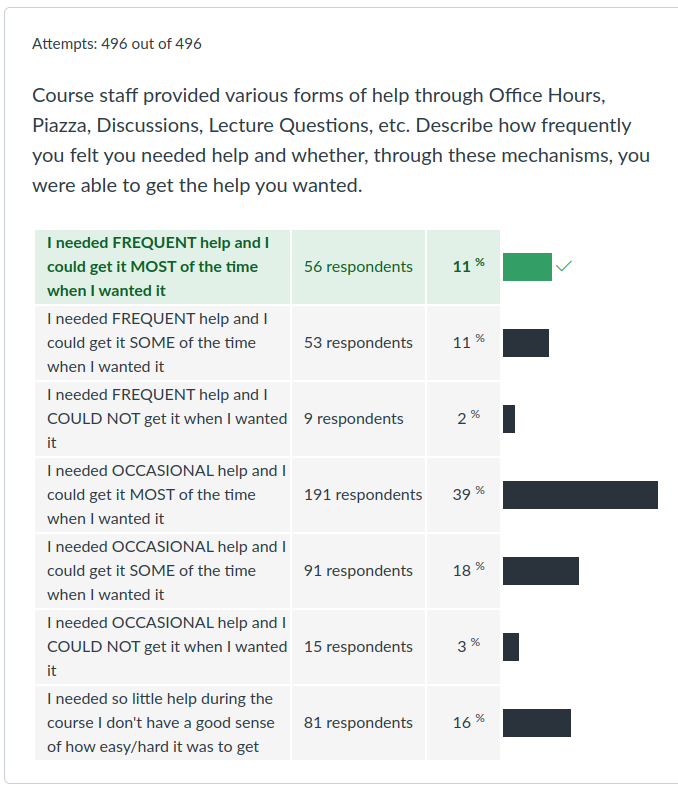 Attempts: 496 out of 496
Course staff provided various forms of help through Office Hours,
Piazza, Discussions, Lecture Questions, etc. Describe how frequently
you felt you needed help and whether, through these mechanisms, you
were able to get the help you wanted.
I needed FREQUENT help and I
could get it MOST of the time
when I wanted it
56 respondents
11 %
I needed FREQUENT help and I
could get it SOME of the time
when I wanted it
53 respondents
11 %
I needed FREQUENT help and I
COULD NOT get it when I wanted
it
9 respondents
2 %
I needed OCCASIONAL help and I
could get it MOST of the time
when I wanted it
191 respondents
39 %
I needed OCCASIONAL help and I
could get it SOME of the time
when I wanted it
91 respondents
18 %
I needed OCCASIONAL help and I
COULD NOT get it when I wanted
it
15 respondents
3 %
I needed so little help during the
course I don't have a good sense
of how easy/hard it was to get
81 respondents
16 %